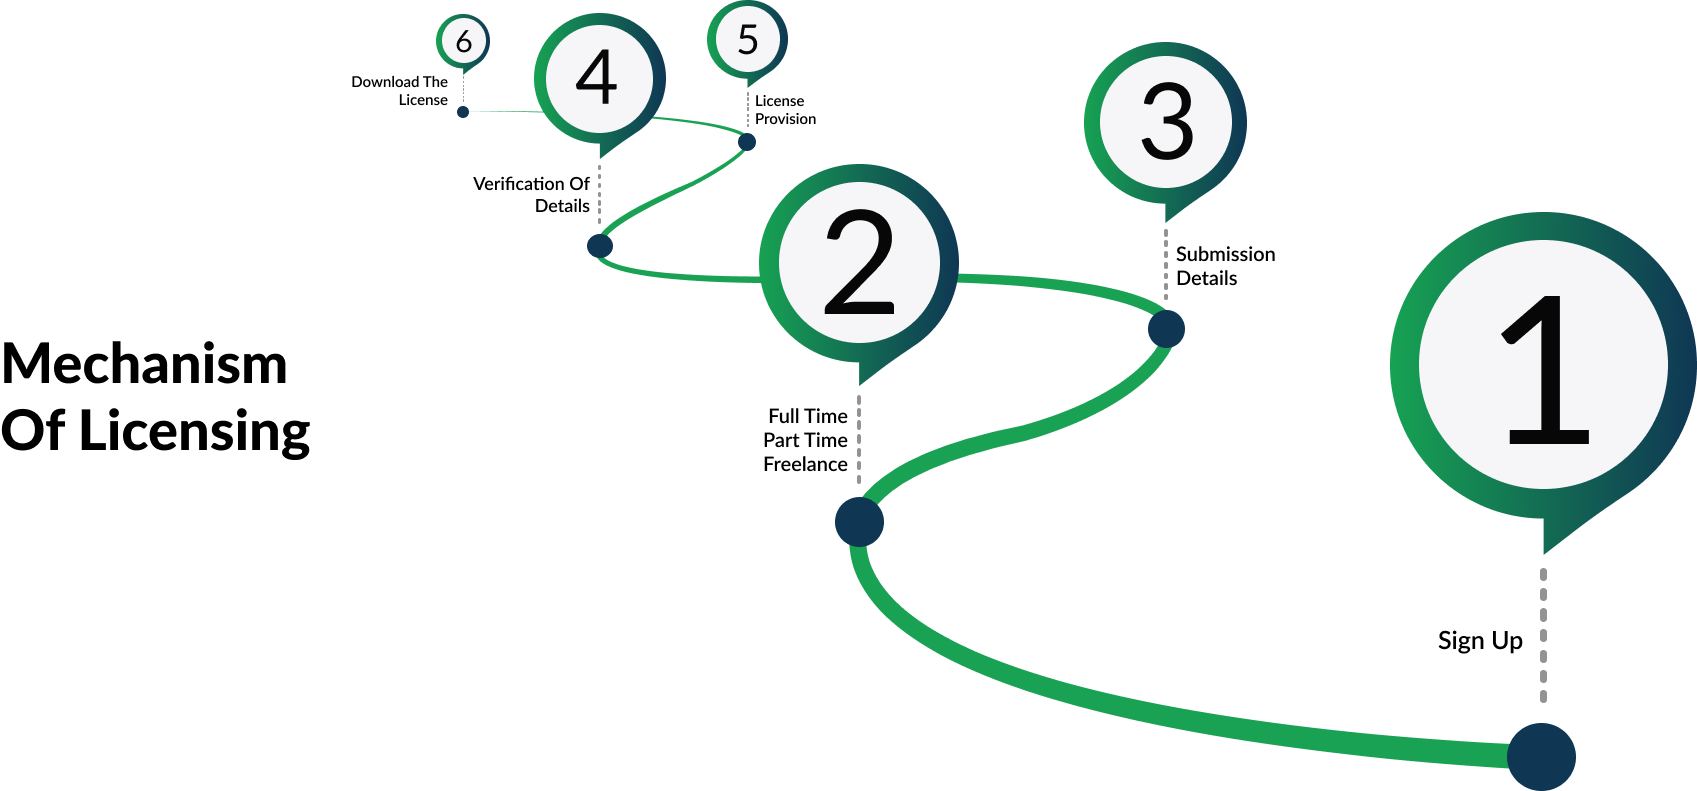 Mechanism
Of Licensing
6
Download The
License
4
Verification Of
Details
5
License
Provision
2
Full Time
Part Time
Freelance
3
Submission
Details
1
Sign Up